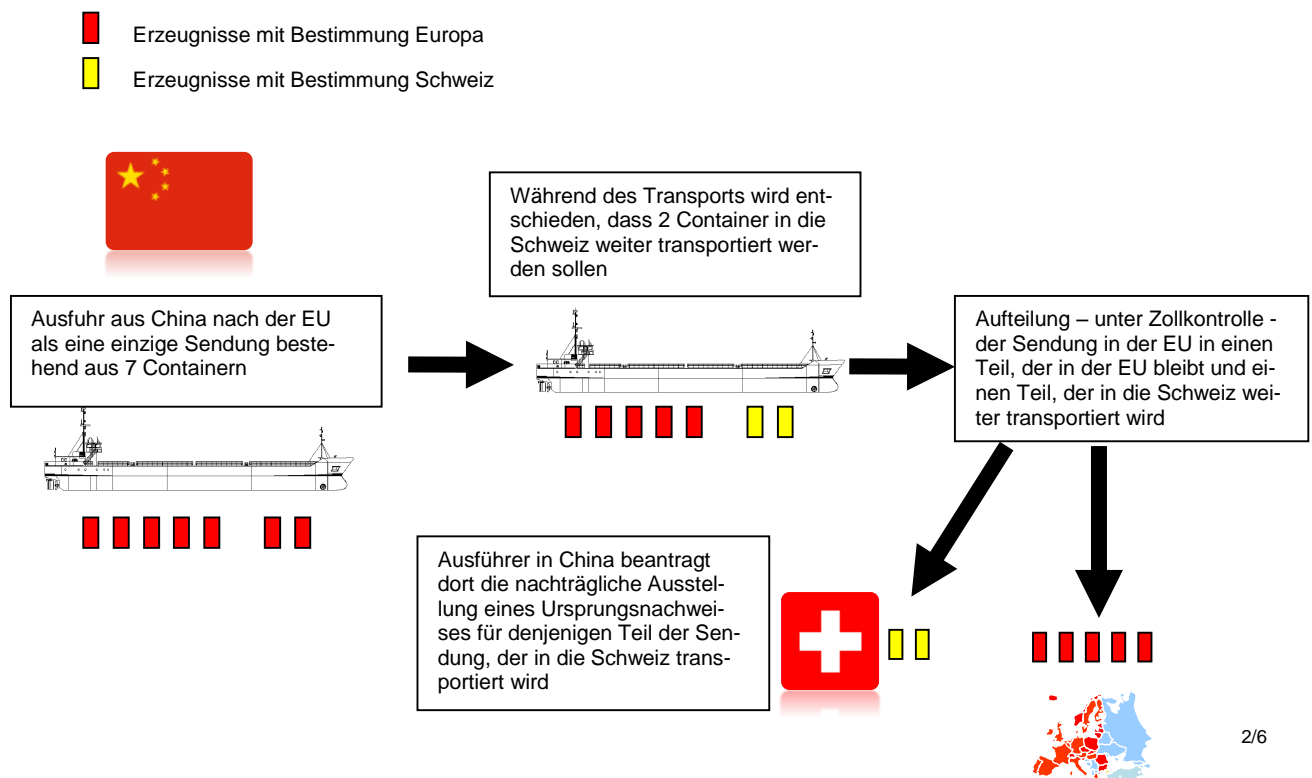 Erzeugnisse mit Bestimmung Europa
Erzeugnisse mit Bestimmung Schweiz
Während des Transports wird ent-
schieden, dass 2 Container in die
Schweiz weiter transportiert wer-
den sollen
Ausfuhr aus China nach der EU
als eine einzige Sendung beste-
hend aus 7 Containern
Aufteilung – unter Zollkontrolle -
der Sendung in der EU in einen
Teil, der in der EU bleibt und ei-
nen Teil, der in die Schweiz wei-
ter transportiert wird
Ausführer in China beantragt
dort die nachträgliche Ausstel-
lung eines Ursprungsnachwei-
ses für denjenigen Teil der Sen-
dung, der in die Schweiz trans-
portiert wird
2/6